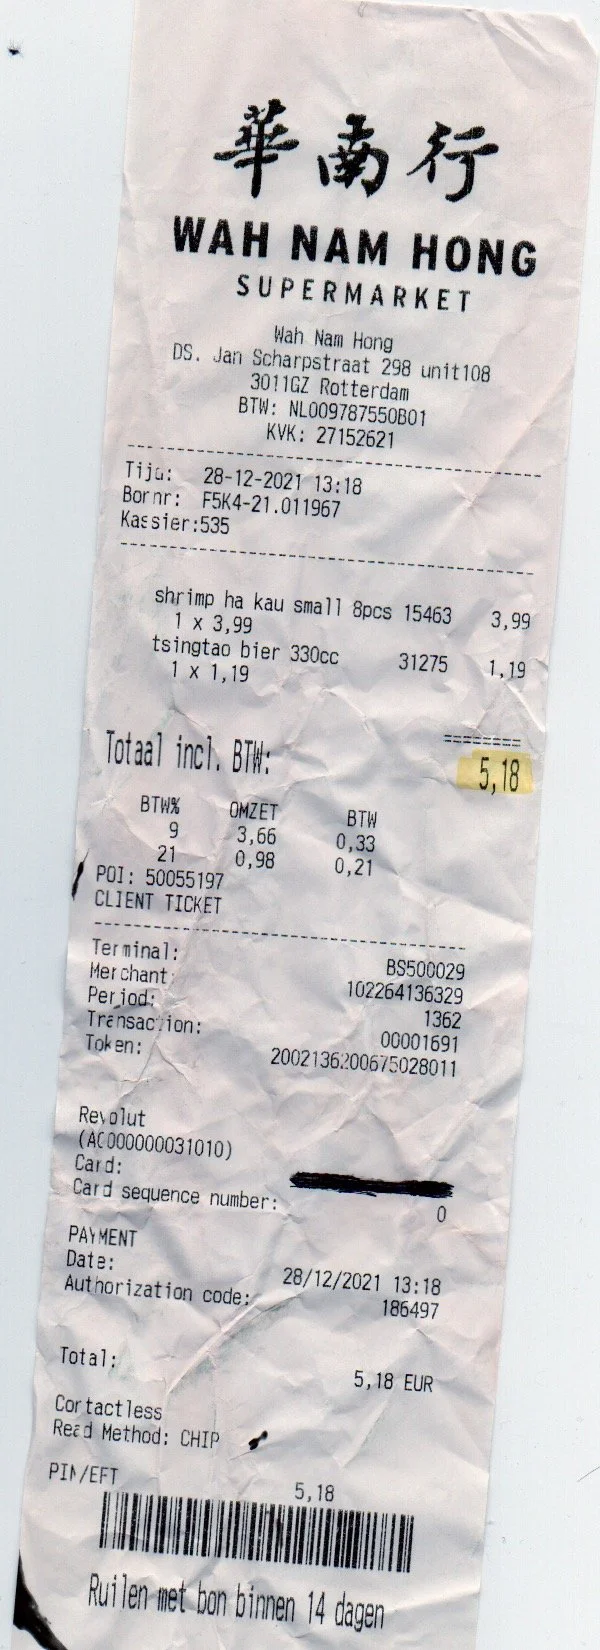 華南行
WAH NAM HONG
SUPERMARKET
Wah Nam Hong
DS. Jan Scharpstraat 298 unit108
3011GZ Rotterdam
BTW: NL009787550B01
KVK: 27152621
Tijd: 28-12-2021 13:18
Bonnr: F5K4-21.011967
Kassier:535
shrimp ha kau small 8pcs 15463 3,99
1 x 3,99
tsingtao bier 330cc 31275 1,19
1 x 1,19
========
Totaal incl. BTW: 5,18
BTW% OMZET BTW
9 3,66 0,33
21 0,98 0,21
POI: 50055197
CLIENT TICKET
Terminal: BS500029
Merchant: 102264136329
Period: 1362
Transaction: 00001691
Token: 2002136200675028011
Revolut
(A0000000031010)
Card:
Card sequence number: 0
PAYMENT
Date: 28/12/2021 13:18
Authorization code: 186497
Total: 5,18 EUR
Contactless
Read Method: CHIP
PIN/EFT 5,18
Ruilen met bon binnen 14 dagen